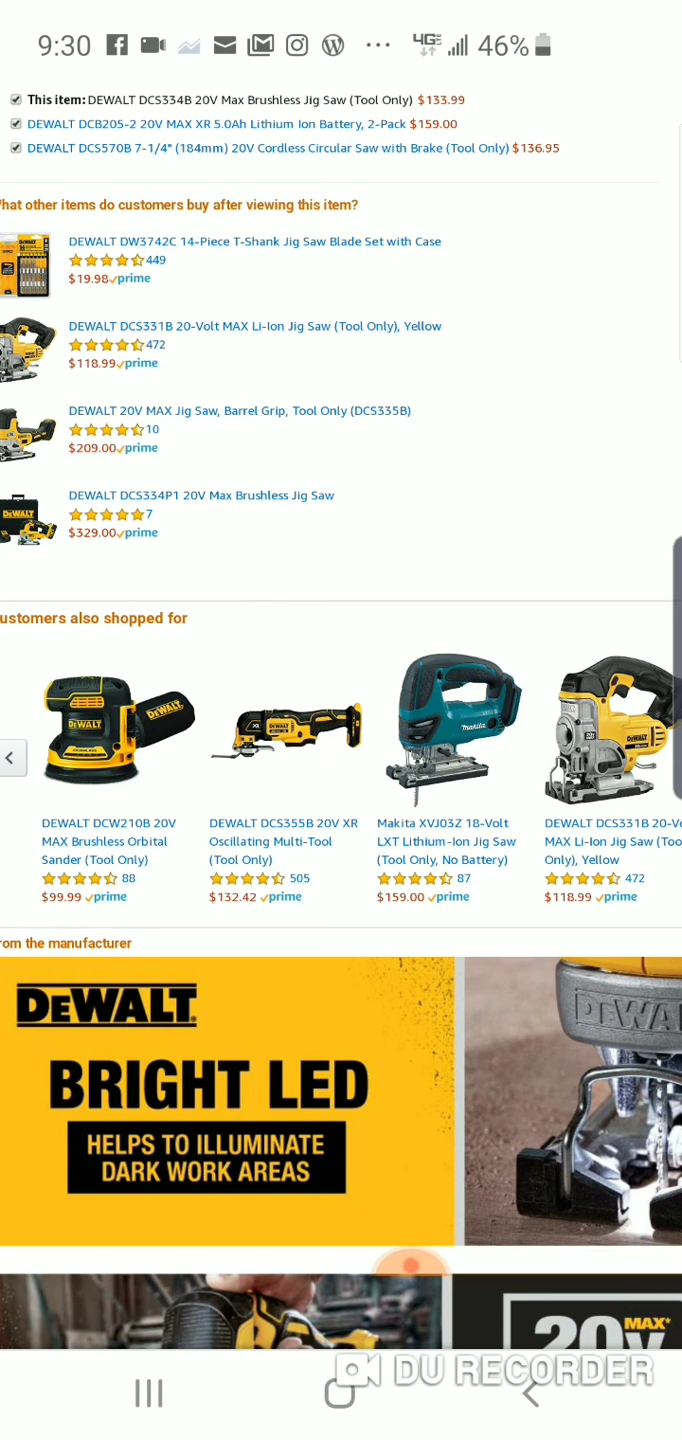 9:30 46%
This item: DEWALT DCS334B 20V Max Brushless Jig Saw (Tool Only) $133.99
DEWALT DCB205-2 20V MAX XR 5.0Ah Lithium Ion Battery, 2-Pack $159.00
DEWALT DCS570B 7-1/4" (184mm) 20V Cordless Circular Saw with Brake (Tool Only) $136.95
hat other items do customers buy after viewing this item?
DEWALT DW3742C 14-Piece T-Shank Jig Saw Blade Set with Case
449
$19.98 prime
DEWALT DCS331B 20-Volt MAX Li-Ion Jig Saw (Tool Only), Yellow
472
$118.99 prime
DEWALT 20V MAX Jig Saw, Barrel Grip, Tool Only (DCS335B)
10
$209.00 prime
DEWALT DCS334P1 20V Max Brushless Jig Saw
7
$329.00 prime
ustomers also shopped for
DEWALT DCW210B 20V
MAX Brushless Orbital
Sander (Tool Only)
88
$99.99 prime
DEWALT DCS355B 20V XR
Oscillating Multi-Tool
(Tool Only)
505
$132.42 prime
Makita XVJ03Z 18-Volt
LXT Lithium-Ion Jig Saw
(Tool Only, No Battery)
87
$159.00 prime
DEWALT DCS331B 20-Vo
MAX Li-Ion Jig Saw (Too
Only), Yellow
472
$118.99 prime
rom the manufacturer
DEWALT
BRIGHT LED
HELPS TO ILLUMINATE
DARK WORK AREAS
DEWA
20V MAX*
DU RECORDER